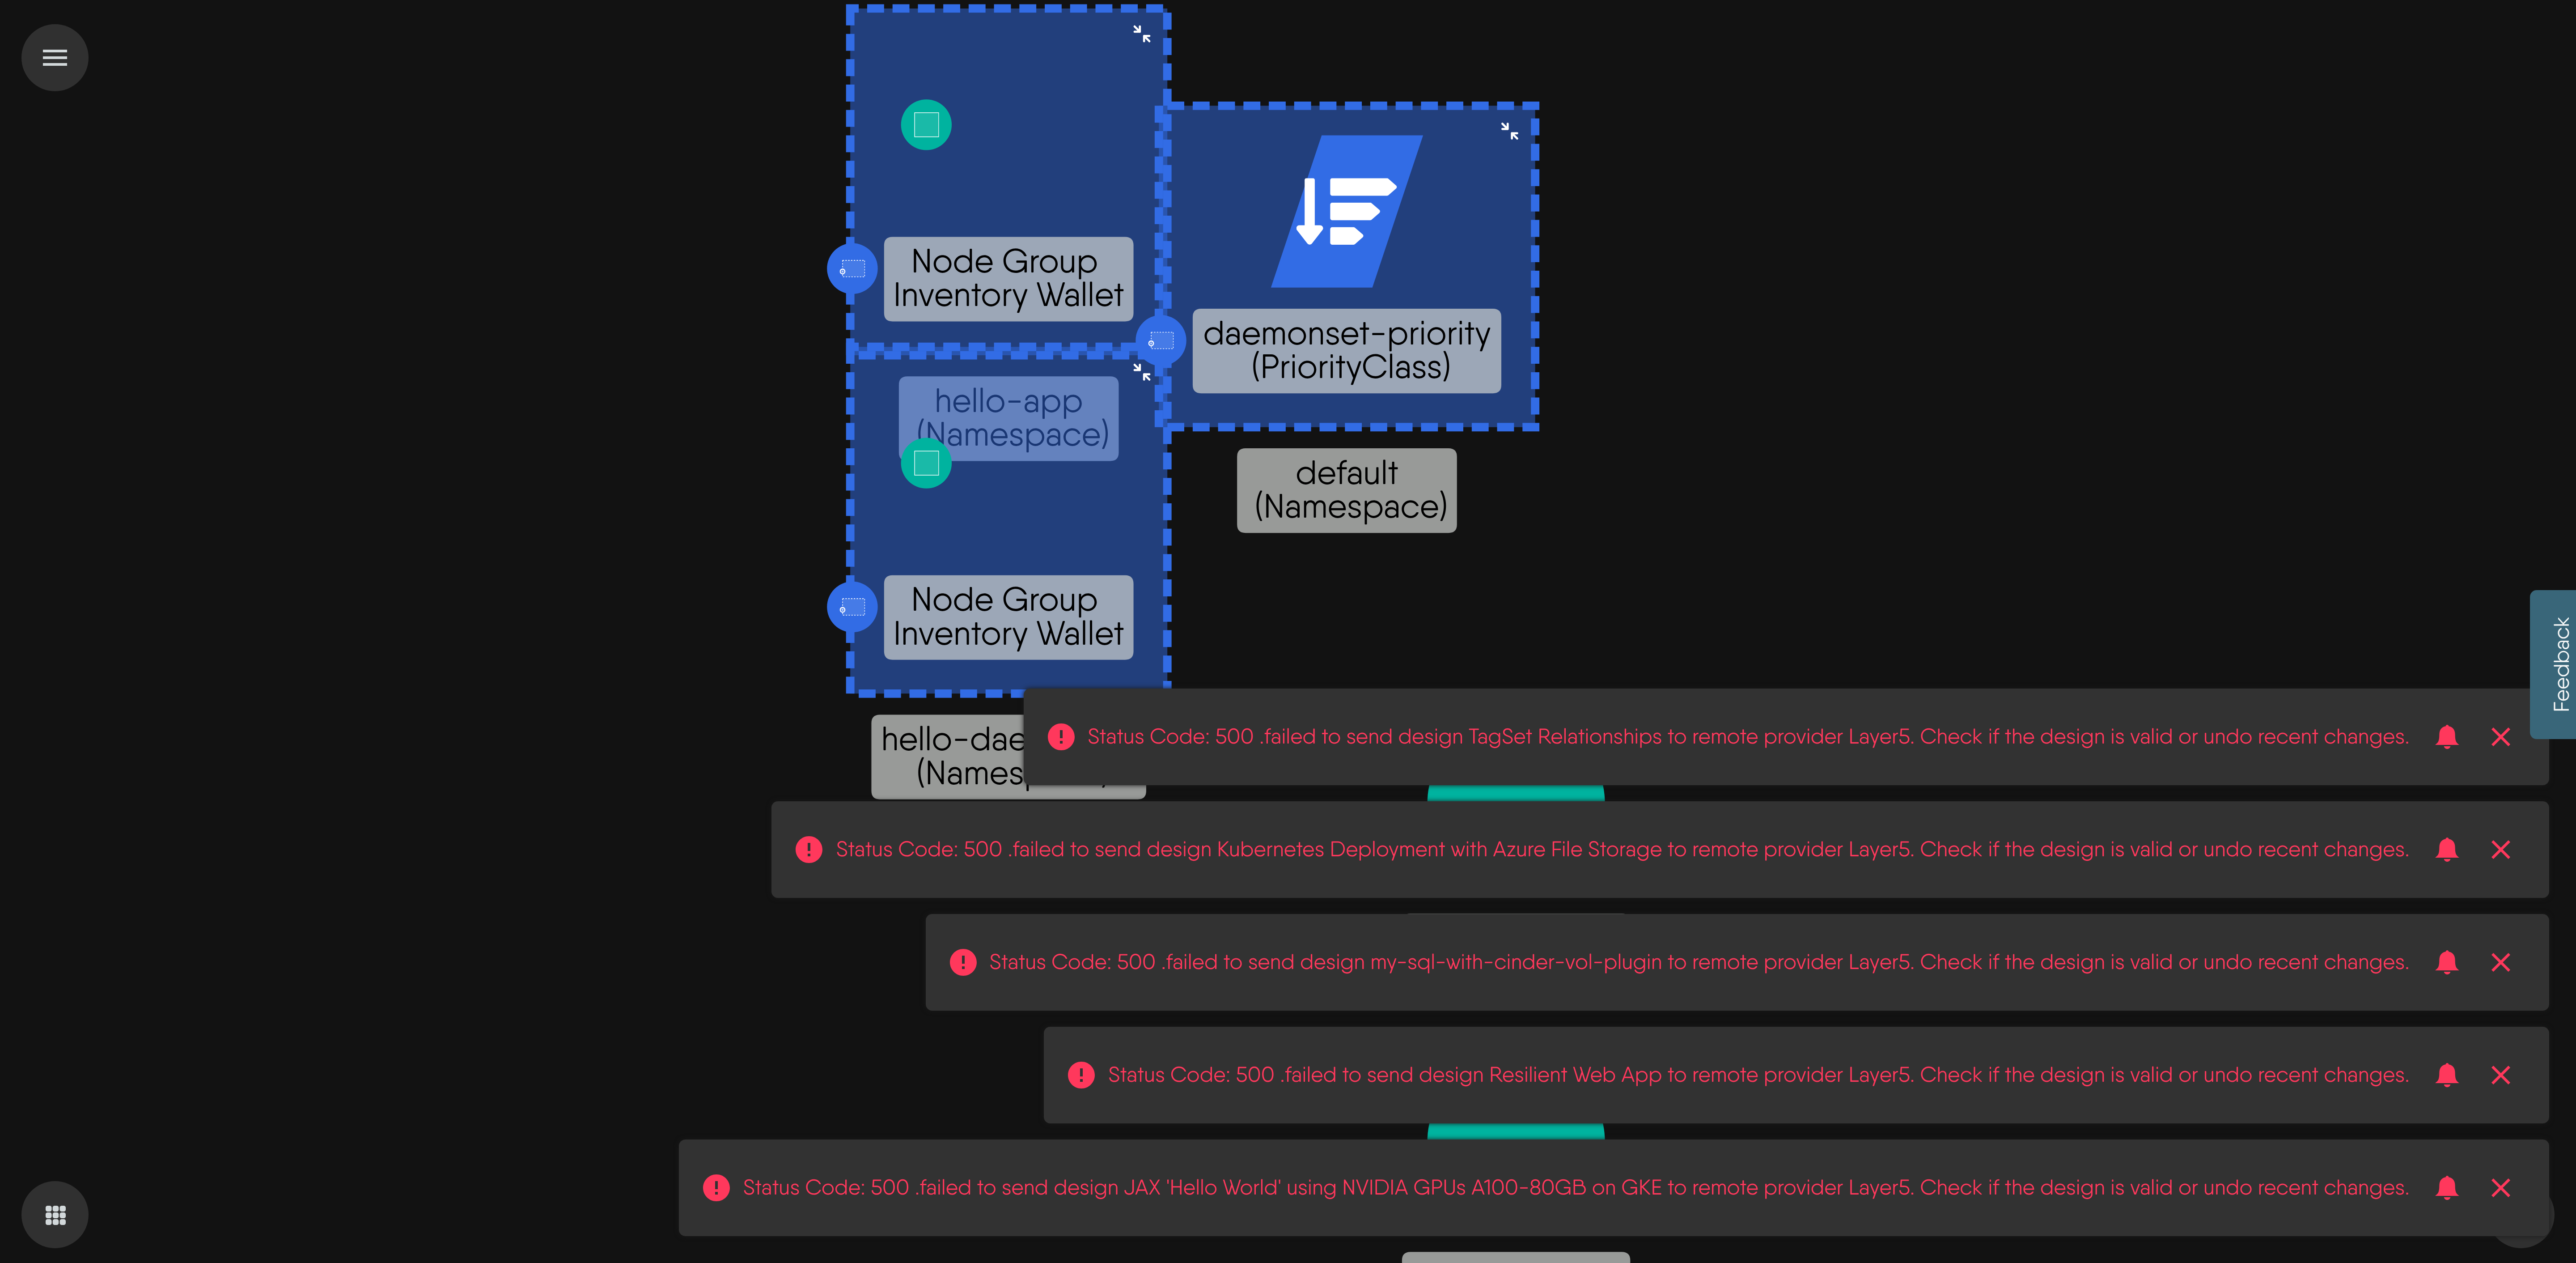 Node Group
Inventory Wallet
daemonset-priority
(PriorityClass)
hello-app
(Namespace)
default
(Namespace)
Node Group
Inventory Wallet
Feedback
Status Code: 500 .failed to send design TagSet Relationships to remote provider Layer5. Check if the design is valid or undo recent changes.
Status Code: 500 .failed to send design Kubernetes Deployment with Azure File Storage to remote provider Layer5. Check if the design is valid or undo recent changes.
Status Code: 500 .failed to send design my-sql-with-cinder-vol-plugin to remote provider Layer5. Check if the design is valid or undo recent changes.
Status Code: 500 .failed to send design Resilient Web App to remote provider Layer5. Check if the design is valid or undo recent changes.
Status Code: 500 .failed to send design JAX 'Hello World' using NVIDIA GPUs A100-80GB on GKE to remote provider Layer5. Check if the design is valid or undo recent changes.